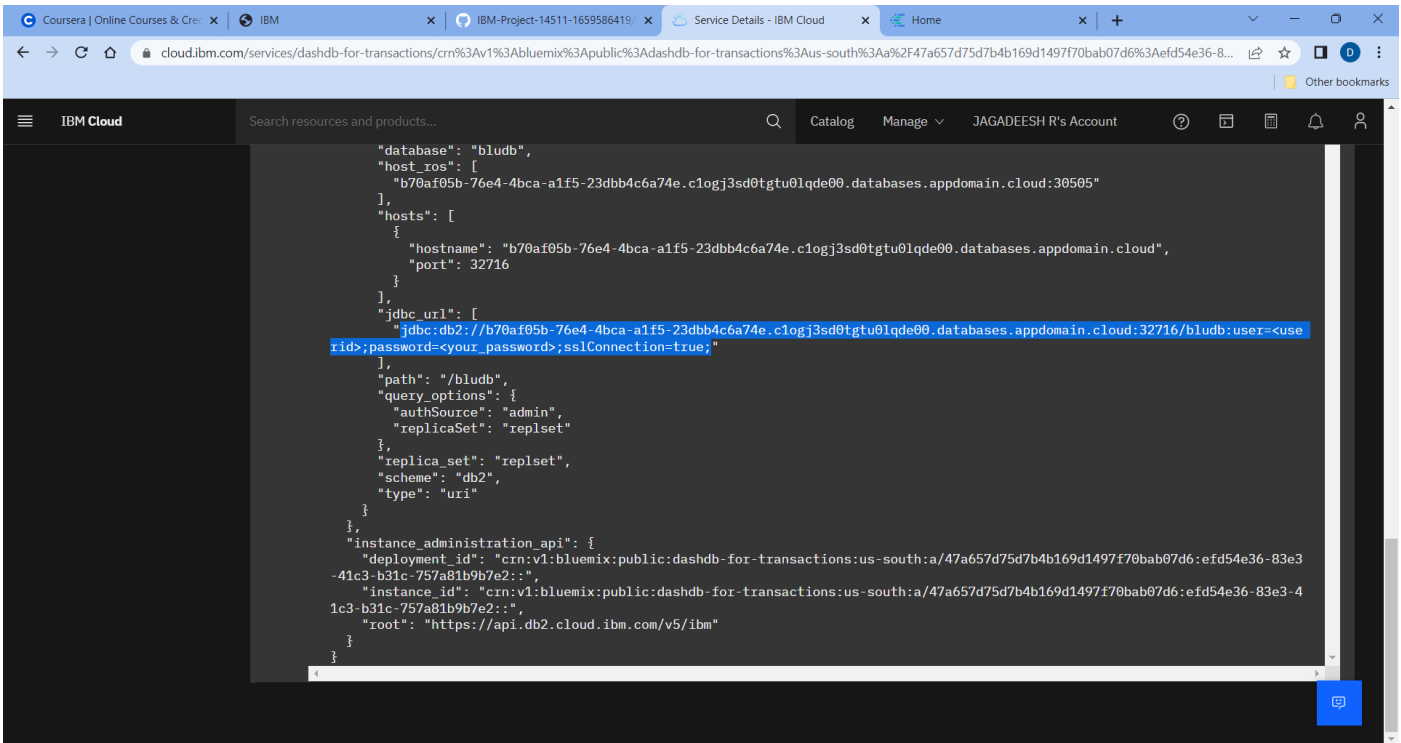 Coursera | Online Courses & Cred
IBM
IBM-Project-14511-1659586419/
Service Details - IBM Cloud
Home
cloud.ibm.com/services/dashdb-for-transactions/crn%3Av1%3Abluemix%3Apublic%3Adashdb-for-transactions%3Aus-south%3Aa%2F47a657d75d7b4b169d1497f70bab07d6%3Aefd54e36-8...
D
Other bookmarks
IBM Cloud
Search resources and products...
Catalog
Manage
JAGADEESH R's Account
"database": "bludb",
"host_ros": [
"b70af05b-76e4-4bca-a1f5-23dbb4c6a74e.c1ogj3sd0tgtu0lqde00.databases.appdomain.cloud:30505"
],
"hosts": [
{
"hostname": "b70af05b-76e4-4bca-a1f5-23dbb4c6a74e.c1ogj3sd0tgtu0lqde00.databases.appdomain.cloud",
"port": 32716
}
],
"jdbc_url": [
"jdbc:db2://b70af05b-76e4-4bca-a1f5-23dbb4c6a74e.c1ogj3sd0tgtu0lqde00.databases.appdomain.cloud:32716/bludb:user=<use
rid>;password=<your_password>;sslConnection=true;"
],
"path": "/bludb",
"query_options": {
"authSource": "admin",
"replicaSet": "replset"
},
"replica_set": "replset",
"scheme": "db2",
"type": "uri"
}
},
"instance_administration_api": {
"deployment_id": "crn:v1:bluemix:public:dashdb-for-transactions:us-south:a/47a657d75d7b4b169d1497f70bab07d6:efd54e36-83e3
-41c3-b31c-757a81b9b7e2::",
"instance_id": "crn:v1:bluemix:public:dashdb-for-transactions:us-south:a/47a657d75d7b4b169d1497f70bab07d6:efd54e36-83e3-4
1c3-b31c-757a81b9b7e2::",
"root": "https://api.db2.cloud.ibm.com/v5/ibm"
}
}